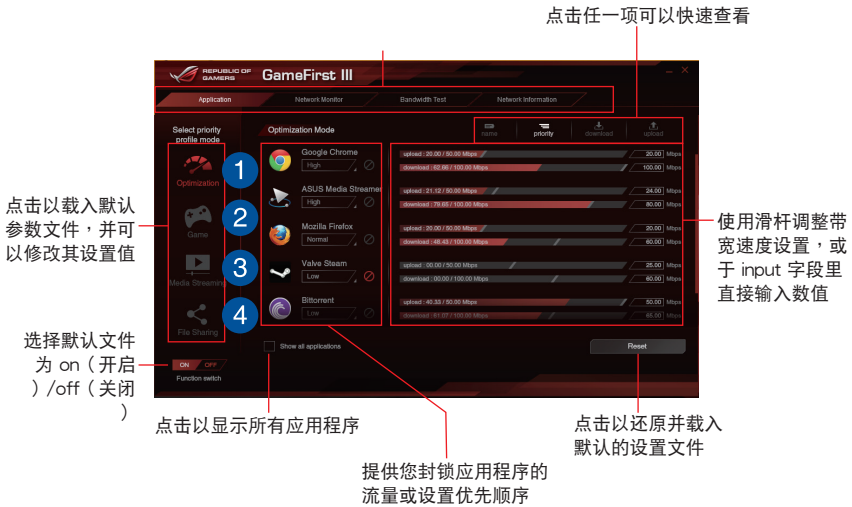 点击任一项可以快速查看
REPUBLIC OF
GAMERS
GameFirst III
Application
Network Monitor
Bandwidth Test
Network Information
Select priority
profile mode
Optimization Mode
name
priority
download
upload
Optimization
Game
Media Streaming
File Sharing
1
2
3
4
Google Chrome
High
upload : 20.00 / 50.00 Mbps
20.00 Mbps
download : 62.66 / 100.00 Mbps
100.00 Mbps
ASUS Media Streamer
High
upload : 21.12 / 50.00 Mbps
24.00 Mbps
download : 79.65 / 100.00 Mbps
80.00 Mbps
Mozilla Firefox
Normal
upload : 20.00 / 50.00 Mbps
20.00 Mbps
download : 48.43 / 100.00 Mbps
60.00 Mbps
Valve Steam
Low
upload : 00.00 / 50.00 Mbps
25.00 Mbps
download : 00.00 / 100.00 Mbps
60.00 Mbps
Bittorrent
Low
upload : 40.33 / 50.00 Mbps
50.00 Mbps
download : 61.07 / 100.00 Mbps
65.00 Mbps
Show all applications
Reset
ON
OFF
Function switch
点击以载入默认
参数文件，并可
以修改其设置值
选择默认文件
为 on（开启
）/off（关闭
）
使用滑杆调整带
宽速度设置，或
于 input 字段里
直接输入数值
点击以显示所有应用程序
点击以还原并载入
默认的设置文件
提供您封锁应用程序的
流量或设置优先顺序